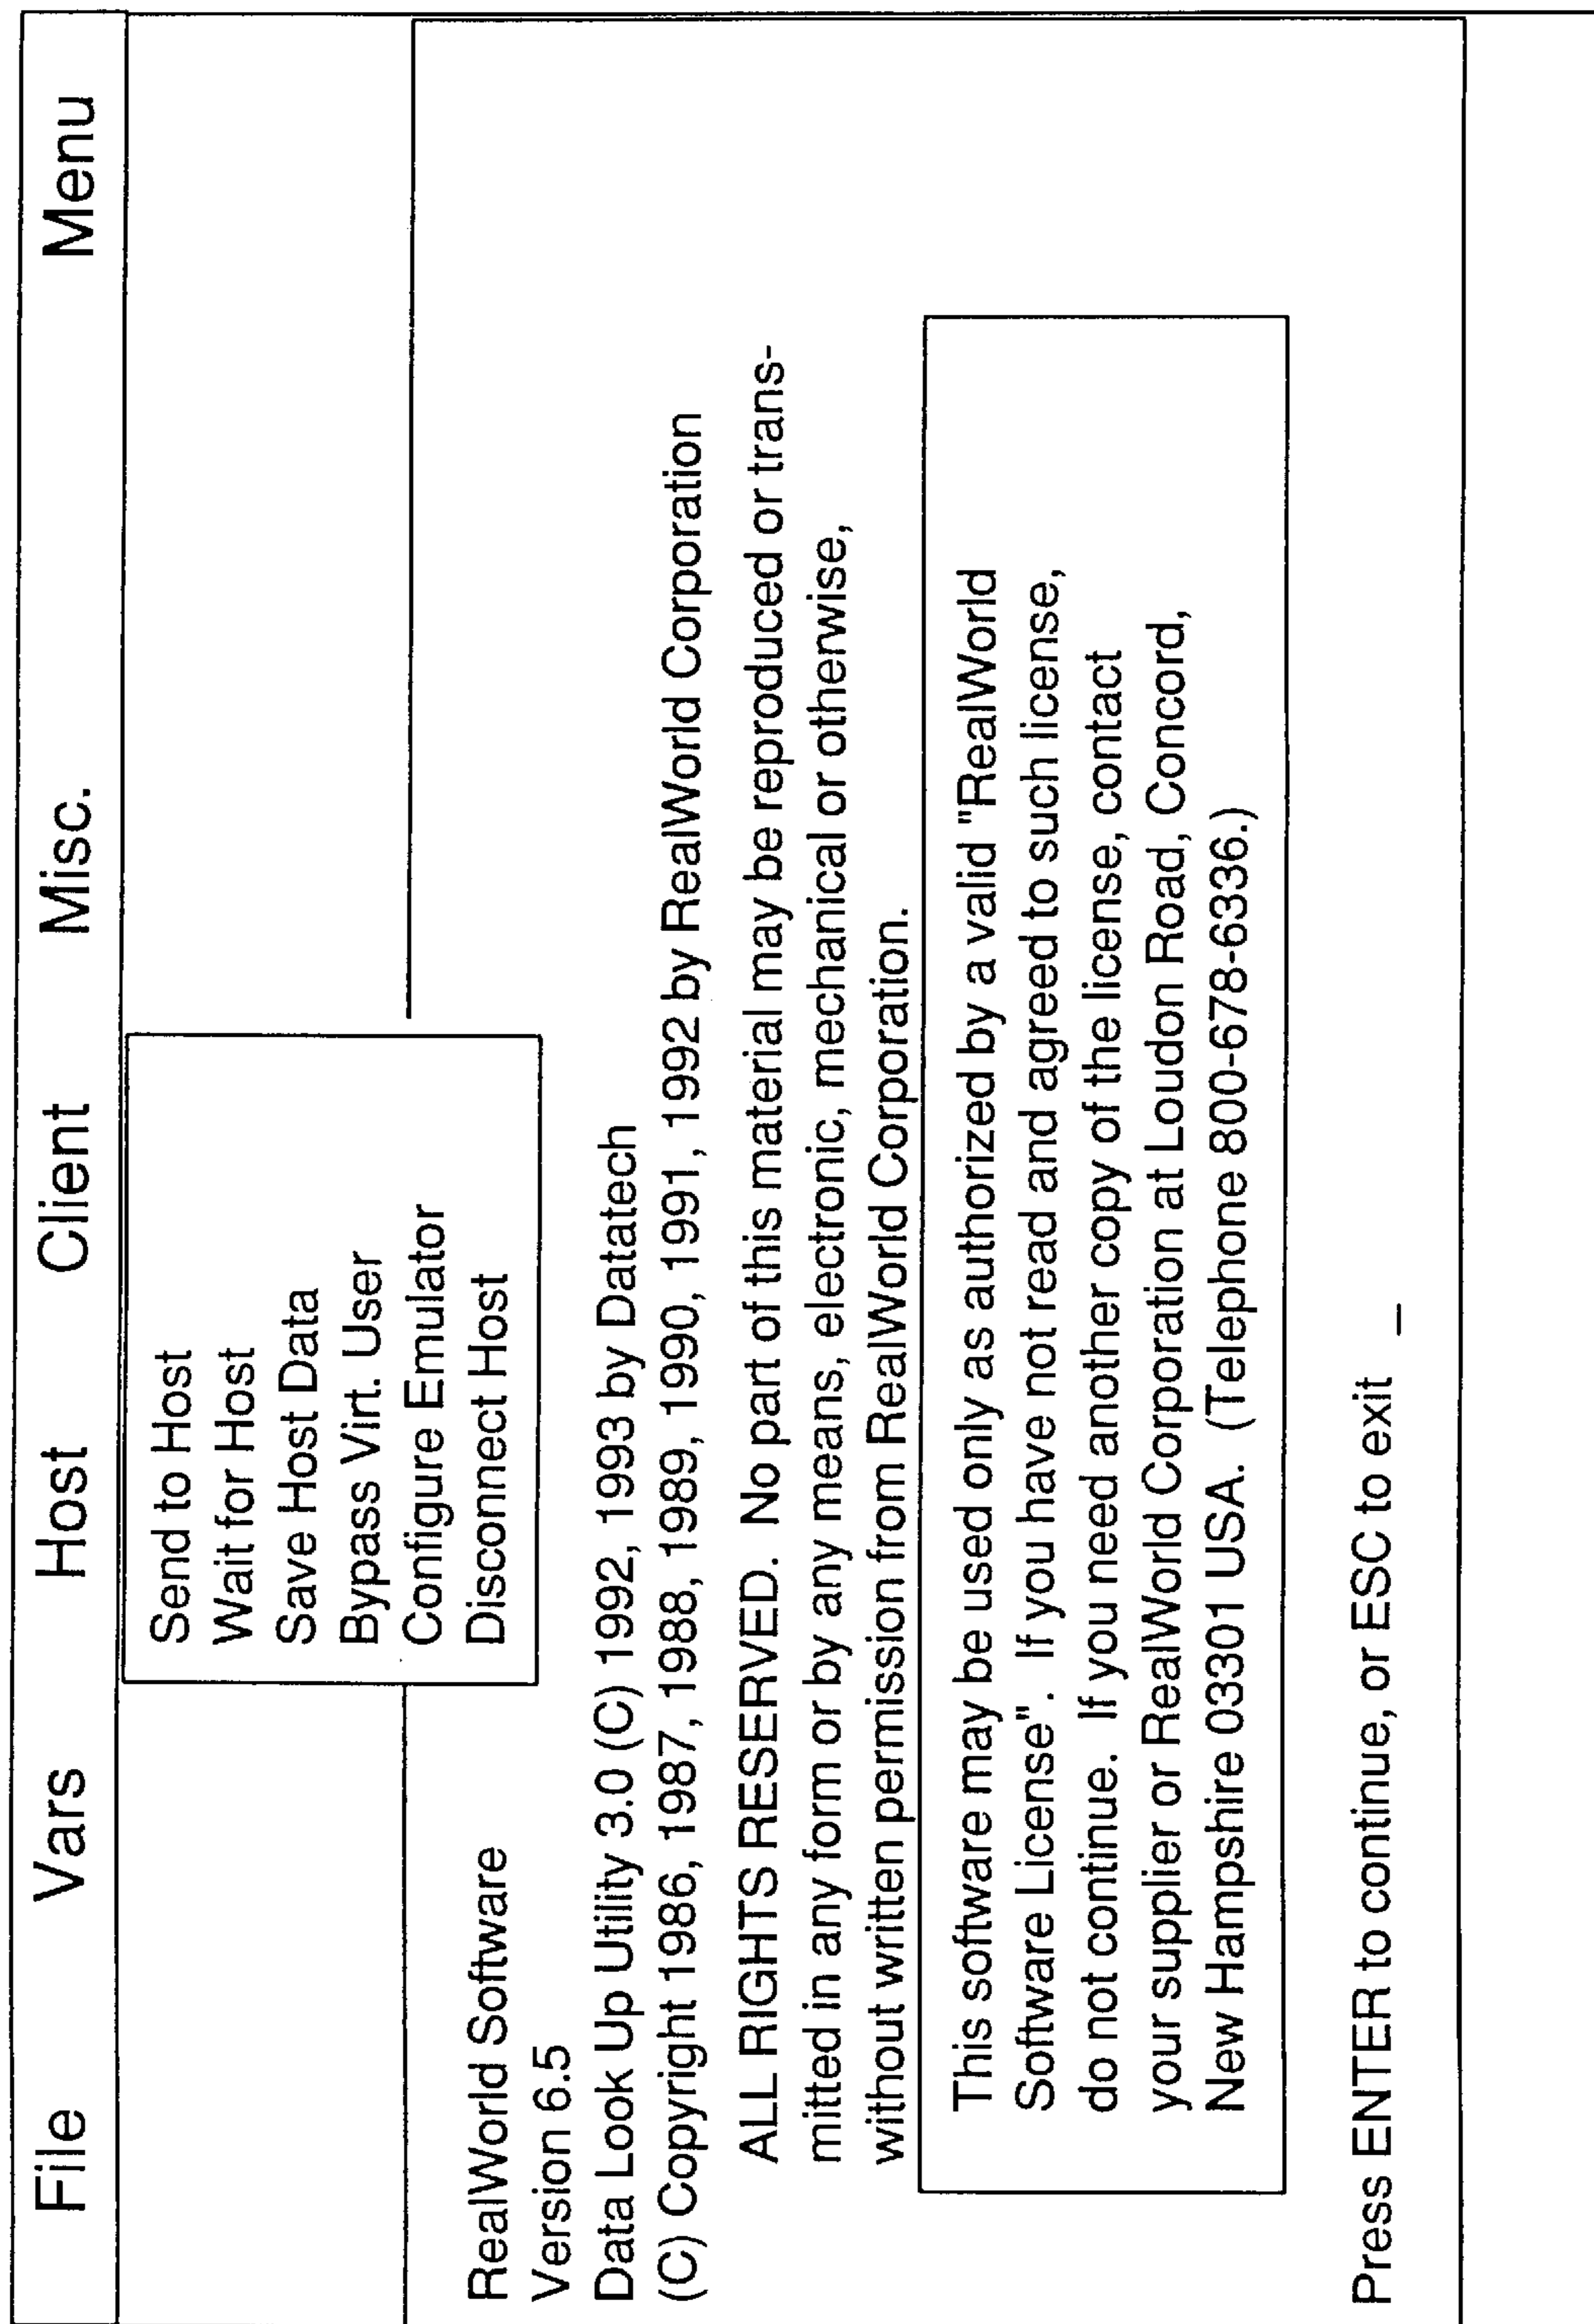 File Vars Host Client Misc. Menu
Send to Host
Wait for Host
Save Host Data
Bypass Virt. User
Configure Emulator
Disconnect Host
RealWorld Software
Version 6.5
Data Look Up Utility 3.0 (C) 1992, 1993 by Datatech
(C) Copyright 1986, 1987, 1988, 1989, 1990, 1991, 1992 by RealWorld Corporation
ALL RIGHTS RESERVED. No part of this material may be reproduced or trans-
mitted in any form or by any means, electronic, mechanical or otherwise,
without written permission from RealWorld Corporation.
This software may be used only as authorized by a valid "RealWorld
Software License". If you have not read and agreed to such license,
do not continue. If you need another copy of the license, contact
your supplier or RealWorld Corporation at Loudon Road, Concord,
New Hampshire 03301 USA. (Telephone 800-678-6336.)
Press ENTER to continue, or ESC to exit _